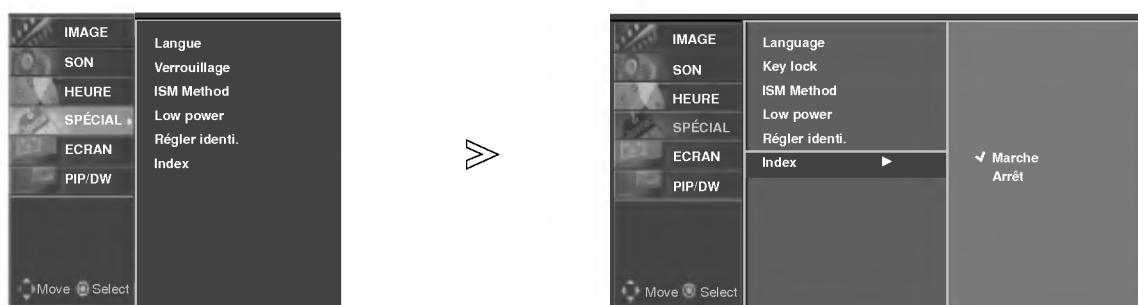 IMAGE
SON
HEURE
SPÉCIAL
ECRAN
PIP/DW
Langue
Verrouillage
ISM Method
Low power
Régler identi.
Index
Move Select
IMAGE
SON
HEURE
SPÉCIAL
ECRAN
PIP/DW
Language
Key lock
ISM Method
Low power
Régler identi.
Index
Marche
Arrêt
Move Select